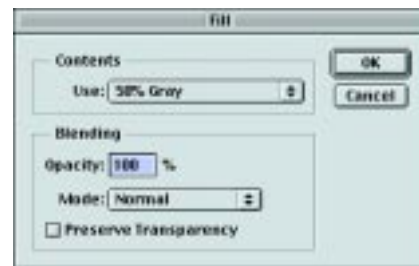 Fill
Contents
Use: 50% Gray
OK
Cancel
Blending
Opacity: 100 %
Mode: Normal
Preserve Transparency